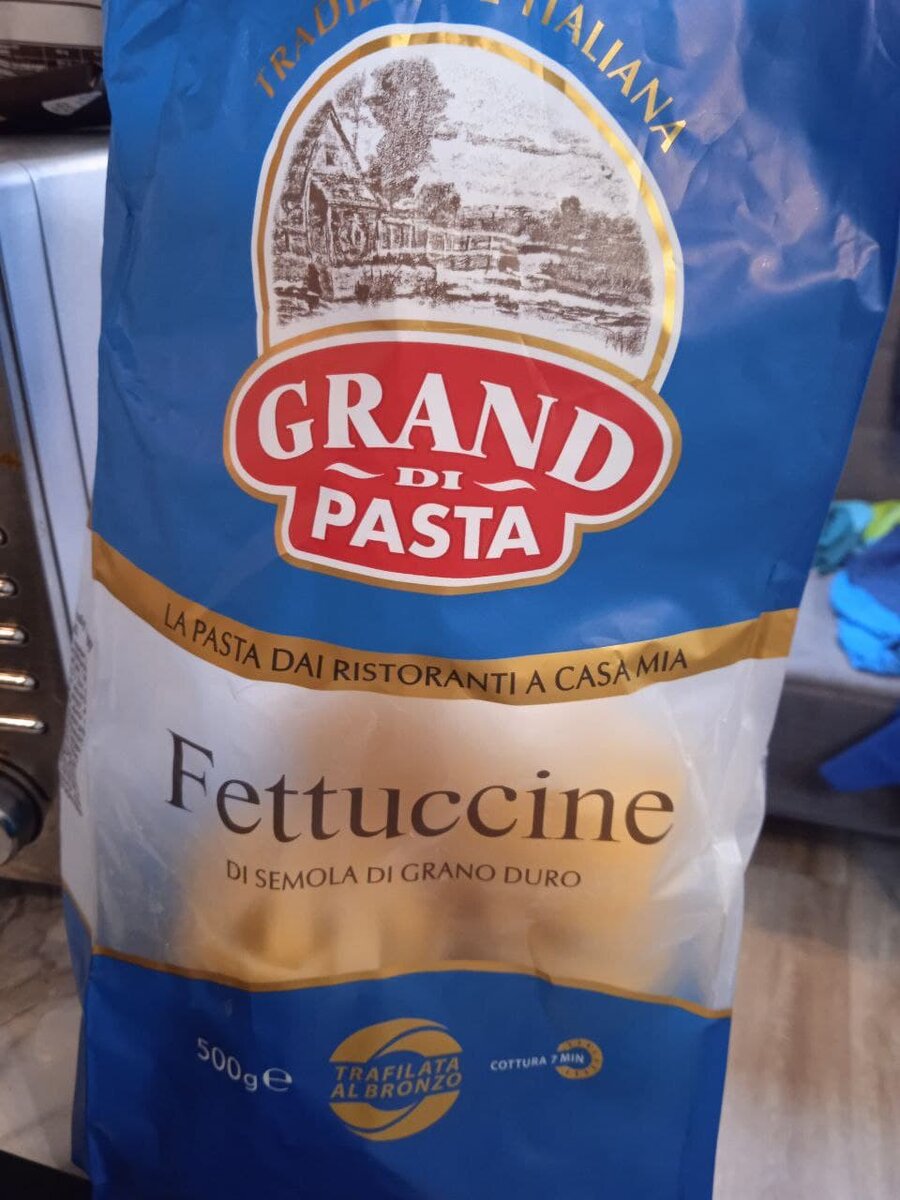 ITALIANA
GRAND
DI
PASTA
LA PASTA DAI RISTORANTI A CASA MIA
Fettuccine
DI SEMOLA DI GRANO DURO
500g℮
TRAFILATA
AL BRONZO
COTTURA 7 MIN